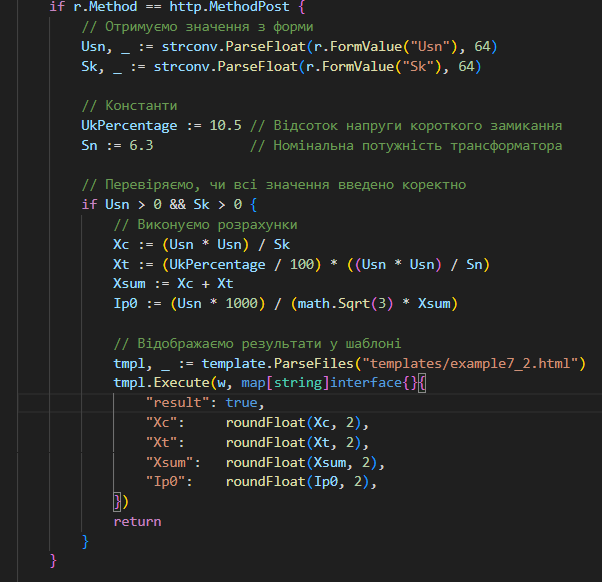 if r.Method == http.MethodPost {
// Отримуємо значення з форми
Usn, _ := strconv.ParseFloat(r.FormValue("Usn"), 64)
Sk, _ := strconv.ParseFloat(r.FormValue("Sk"), 64)
// Константи
UkPercentage := 10.5 // Відсоток напруги короткого замикання
Sn := 6.3 // Номінальна потужність трансформатора
// Перевіряємо, чи всі значення введено коректно
if Usn > 0 && Sk > 0 {
// Виконуємо розрахунки
Xc := (Usn * Usn) / Sk
Xt := (UkPercentage / 100) * ((Usn * Usn) / Sn)
Xsum := Xc + Xt
Ip0 := (Usn * 1000) / (math.Sqrt(3) * Xsum)
// Відображаємо результати у шаблоні
tmpl, _ := template.ParseFiles("templates/example7_2.html")
tmpl.Execute(w, map[string]interface{}{
"result": true,
"Xc": roundFloat(Xc, 2),
"Xt": roundFloat(Xt, 2),
"Xsum": roundFloat(Xsum, 2),
"Ip0": roundFloat(Ip0, 2),
})
return
}
}